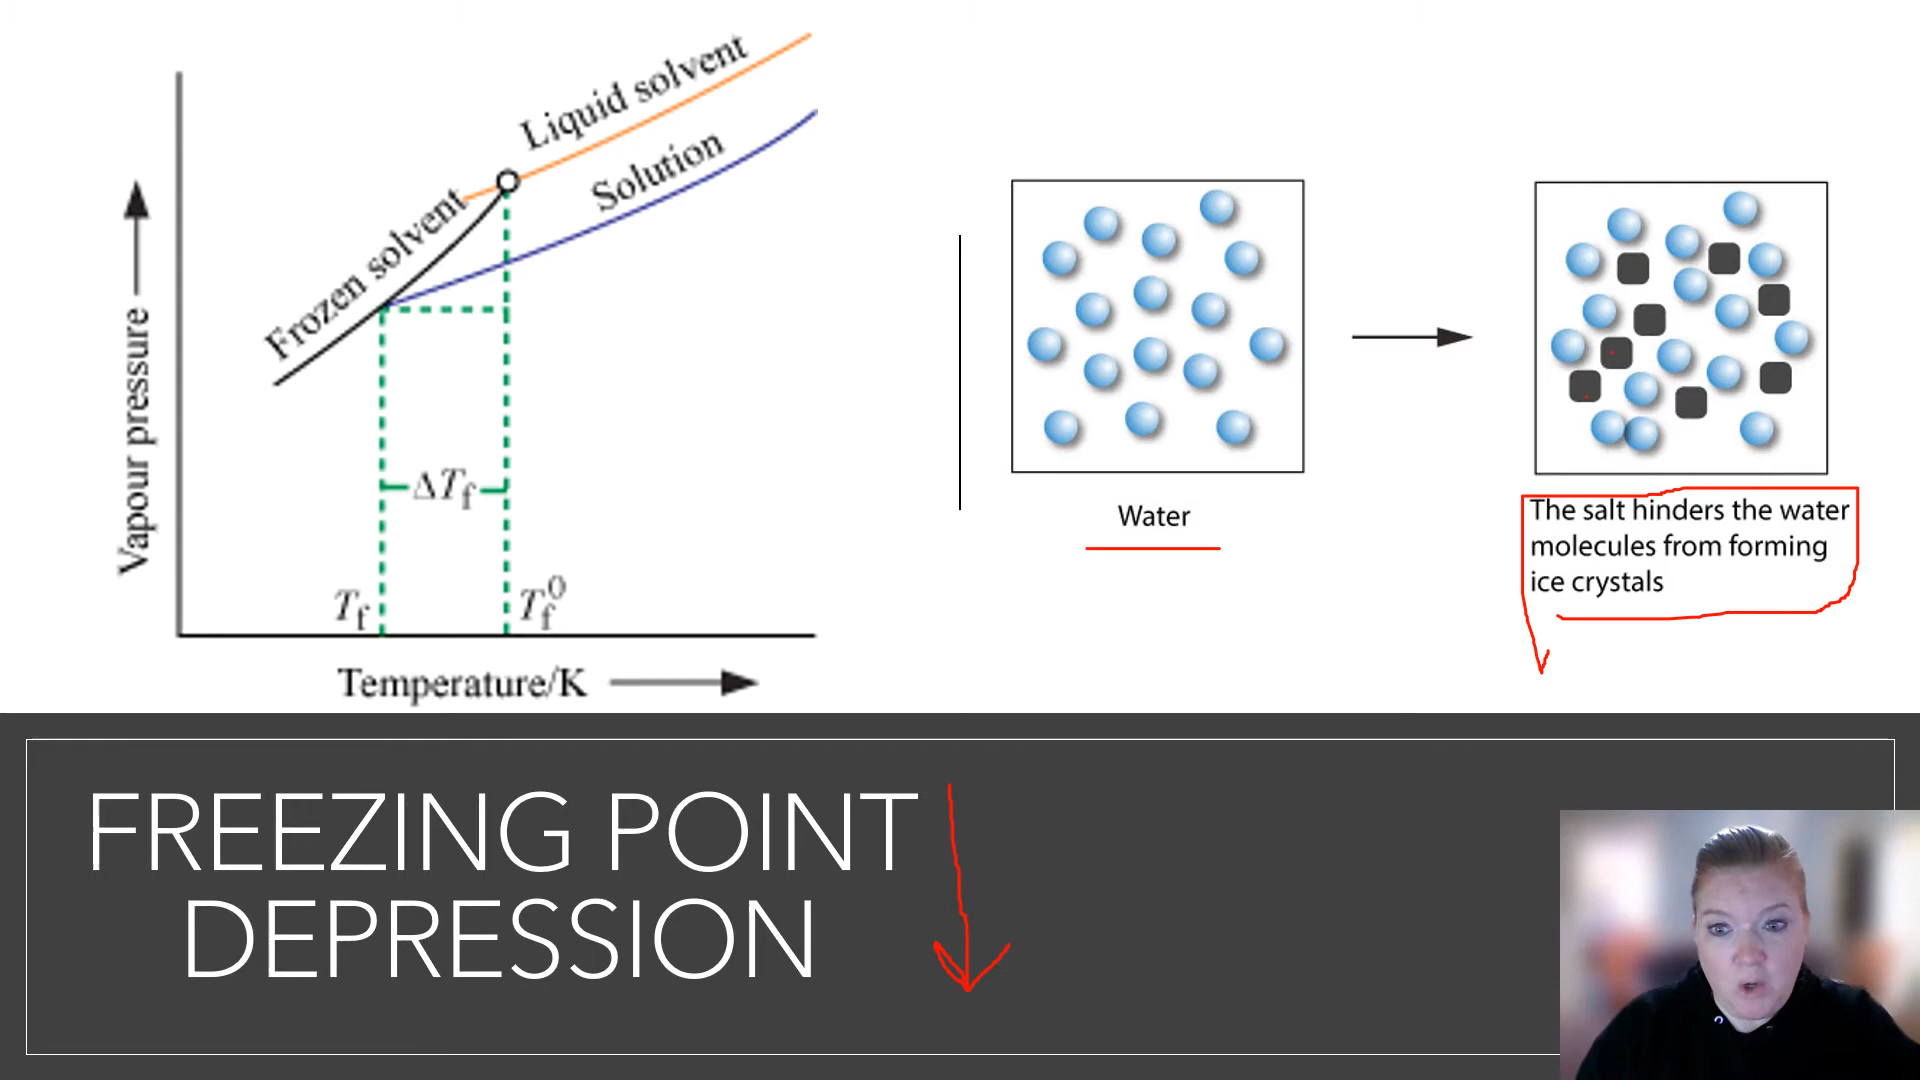 Liquid solvent
Solution
Frozen solvent
Vapour pressure
ΔTf
Tf
Tf0
Temperature/K
Water
The salt hinders the water
molecules from forming
ice crystals
FREEZING POINT
DEPRESSION